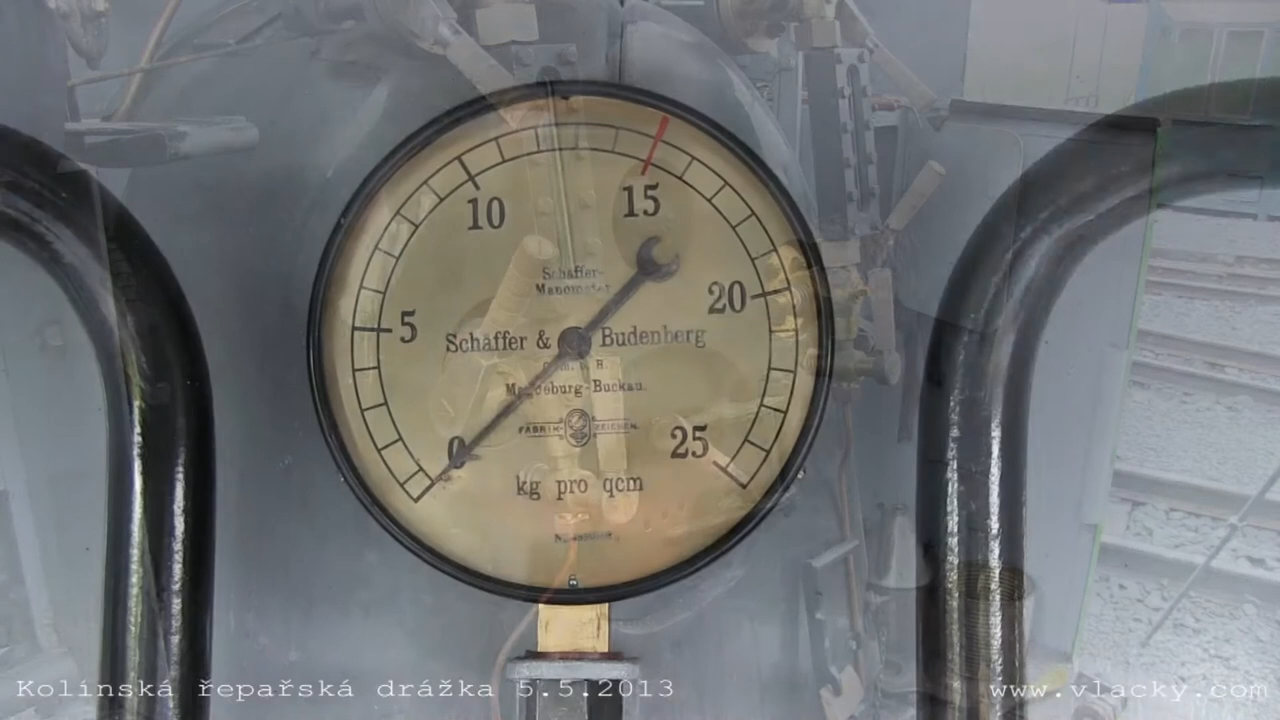 10
15
5
20
Schäffer-
Manometer
Schäffer & Budenberg
G.m.b.H.
Magdeburg-Buckau.
FABRIK-ZEICHEN.
0
25
kg pro qcm
Kolínská řepařská drážka 5.5.2013
www.vlacky.com